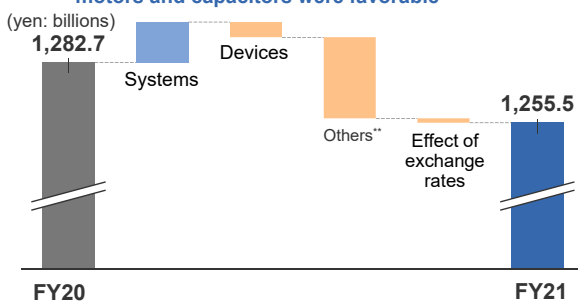 motors and capacitors were favorable
(yen: billions)
1,282.7
Systems
Devices
Others**
Effect of
exchange
rates
1,255.5
FY20
FY21